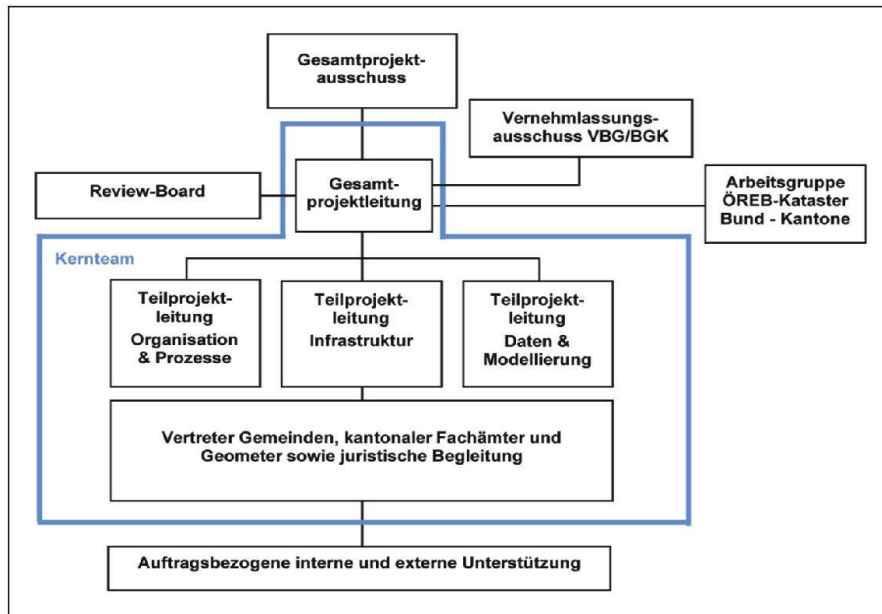 Gesamtprojekt-
ausschuss
Vernehmlassungs-
ausschuss VBG/BGK
Review-Board
Gesamt-
projektleitung
Arbeitsgruppe
ÖREB-Kataster
Bund - Kantone
Kernteam
Teilprojekt-
leitung
Organisation
& Prozesse
Teilprojekt-
leitung
Infrastruktur
Teilprojekt-
leitung
Daten &
Modellierung
Vertreter Gemeinden, kantonaler Fachämter und
Geometer sowie juristische Begleitung
Auftragsbezogene interne und externe Unterstützung